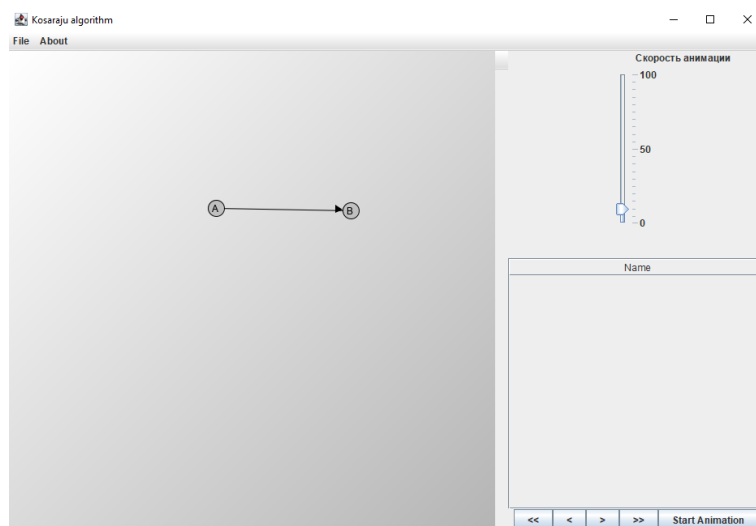 Kosaraju algorithm
File About
Скорость анимации
100
50
0
A
B
Name
<< < > >> Start Animation